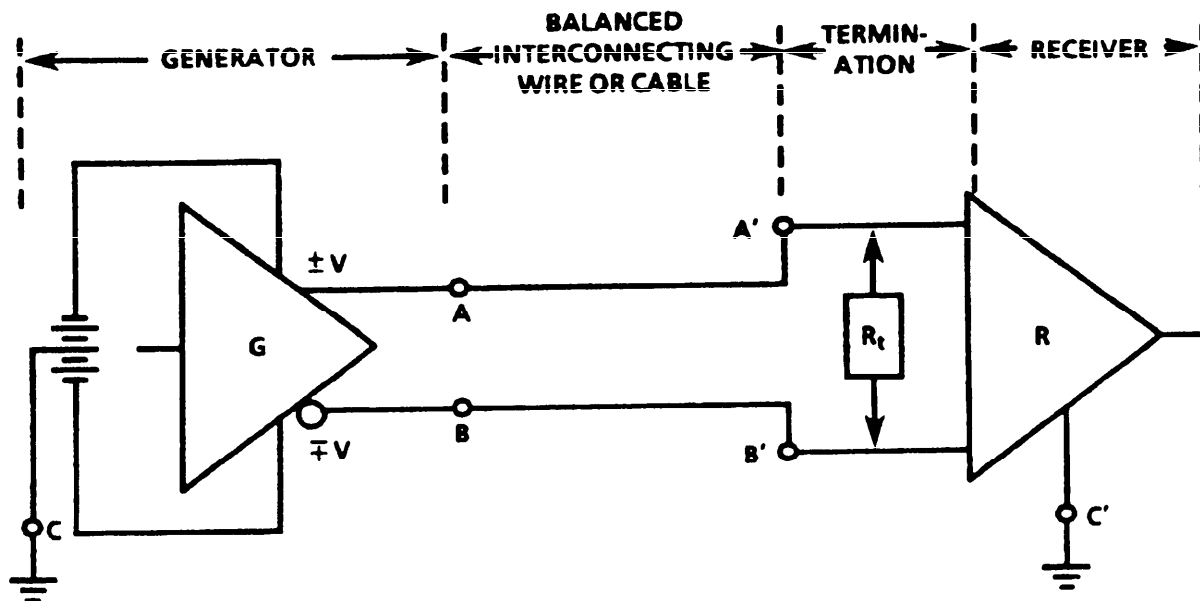 GENERATOR
BALANCED
INTERCONNECTING
WIRE OR CABLE
TERMIN-
ATION
RECEIVER
± V
A
A′
G
R
Rₜ
B
∓ V
B′
C
C′